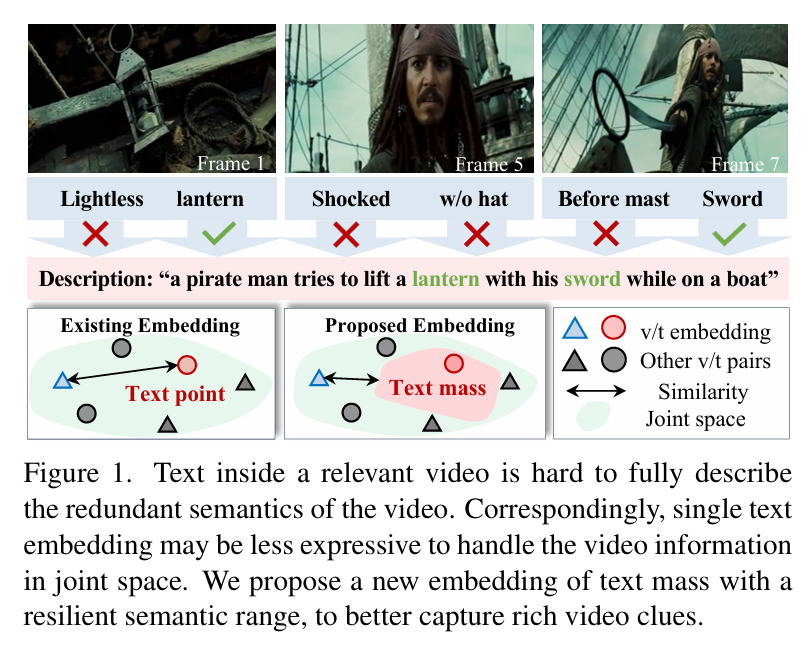 Frame 1
Frame 5
Frame 7
Lightless lantern
Shocked w/o hat
Before mast Sword
Description: “a pirate man tries to lift a lantern with his sword while on a boat”
Existing Embedding
Text point
Proposed Embedding
Text mass
v/t embedding
Other v/t pairs
Similarity
Joint space
Figure 1. Text inside a relevant video is hard to fully describe
the redundant semantics of the video. Correspondingly, single text
embedding may be less expressive to handle the video information
in joint space. We propose a new embedding of text mass with a
resilient semantic range, to better capture rich video clues.